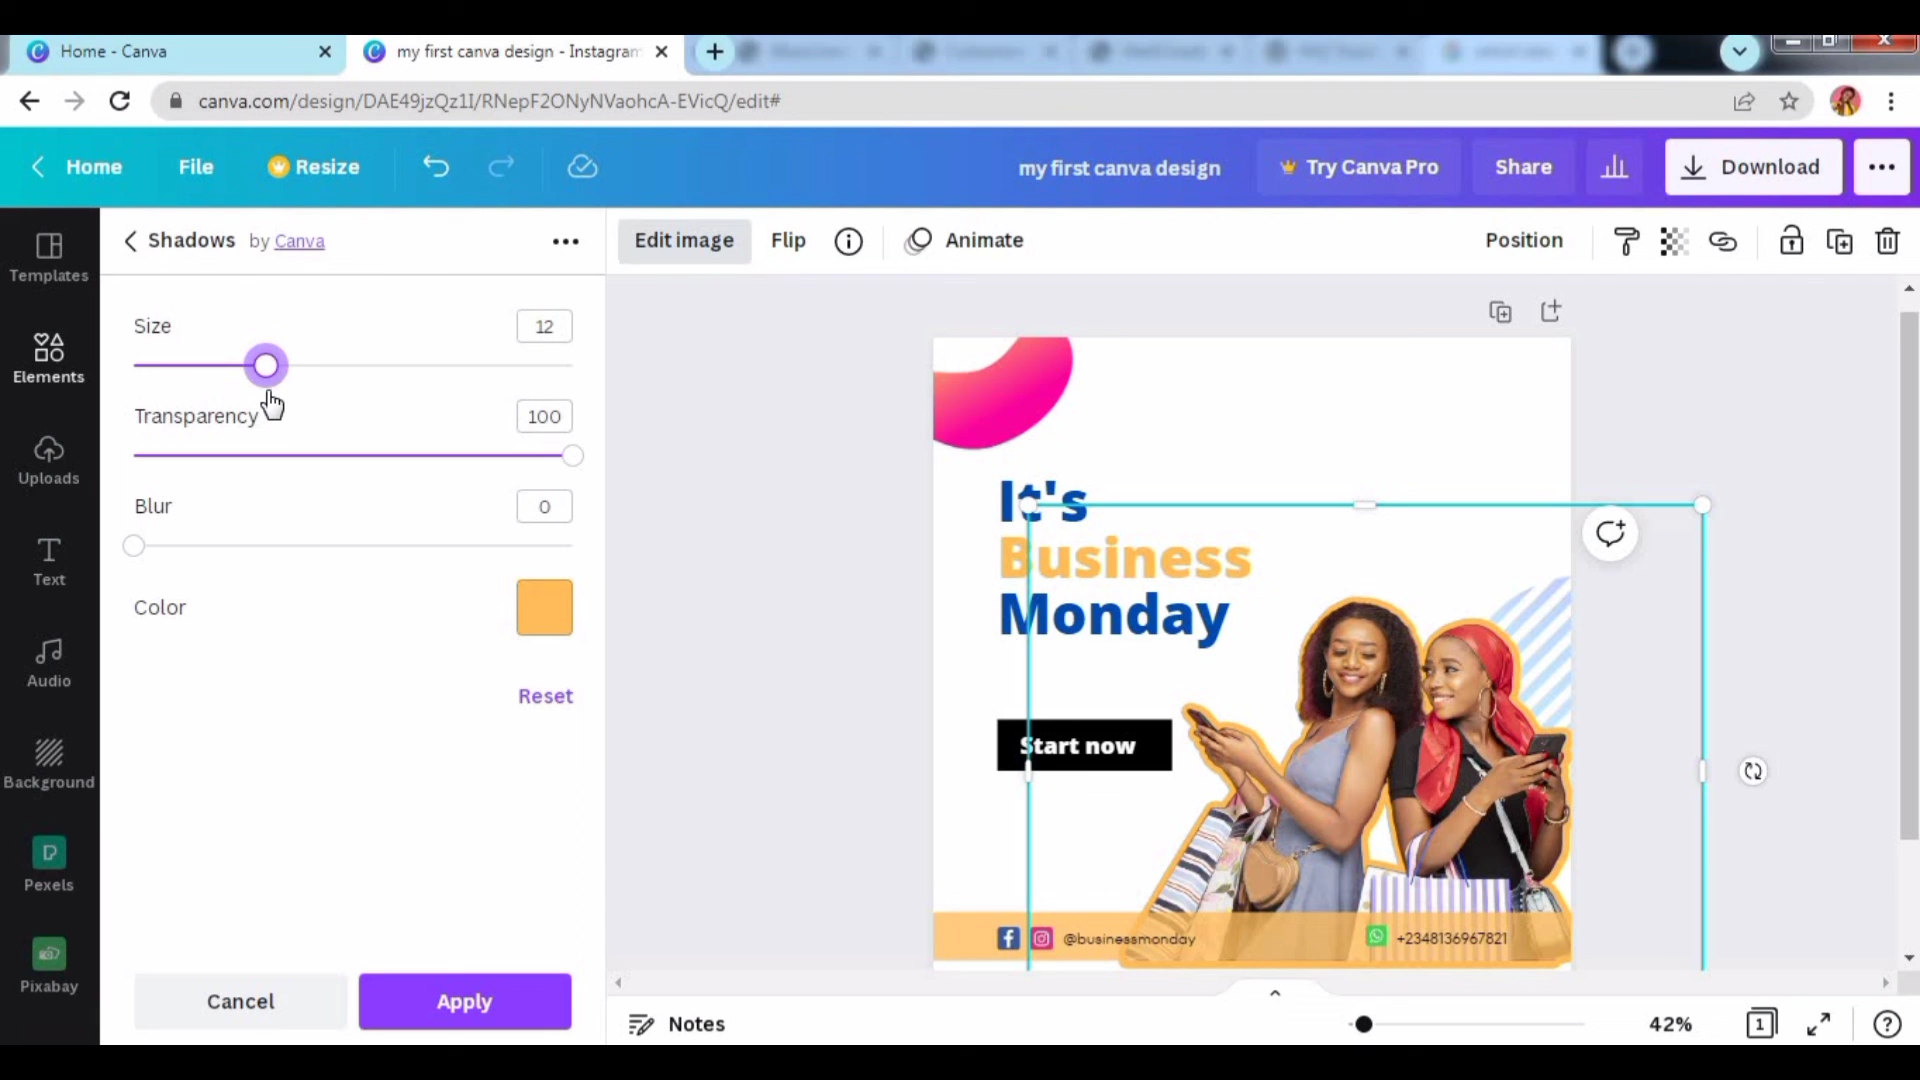 Home - Canva
my first canva design - Instagram
canva.com/design/DAE49jzQz1I/RNepF2ONyNVaohcA-EVicQ/edit#
Home
File
Resize
my first canva design
Try Canva Pro
Share
Download
Templates
Elements
Uploads
Text
Audio
Background
Pexels
Pixabay
Shadows by Canva
Size
12
Transparency
100
Blur
0
Color
Reset
Cancel
Apply
Edit image
Flip
Animate
Position
It's
Business
Monday
Start now
@businessmonday
+2348136967821
Notes
42%
1